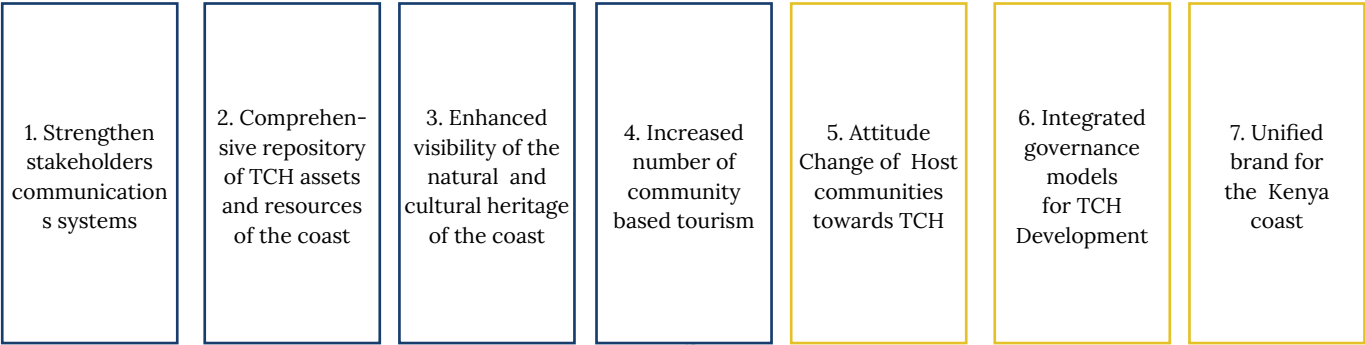 1. Strengthen
stakeholders
communication
s systems
2. Comprehen-
sive repository
of TCH assets
and resources
of the coast
3. Enhanced
visibility of the
natural  and
cultural heritage
of the coast
4. Increased
number of
community
based tourism
5. Attitude
Change of  Host
communities
towards TCH
6. Integrated
governance
models
for TCH
Development
7. Unified
brand for
the  Kenya
coast